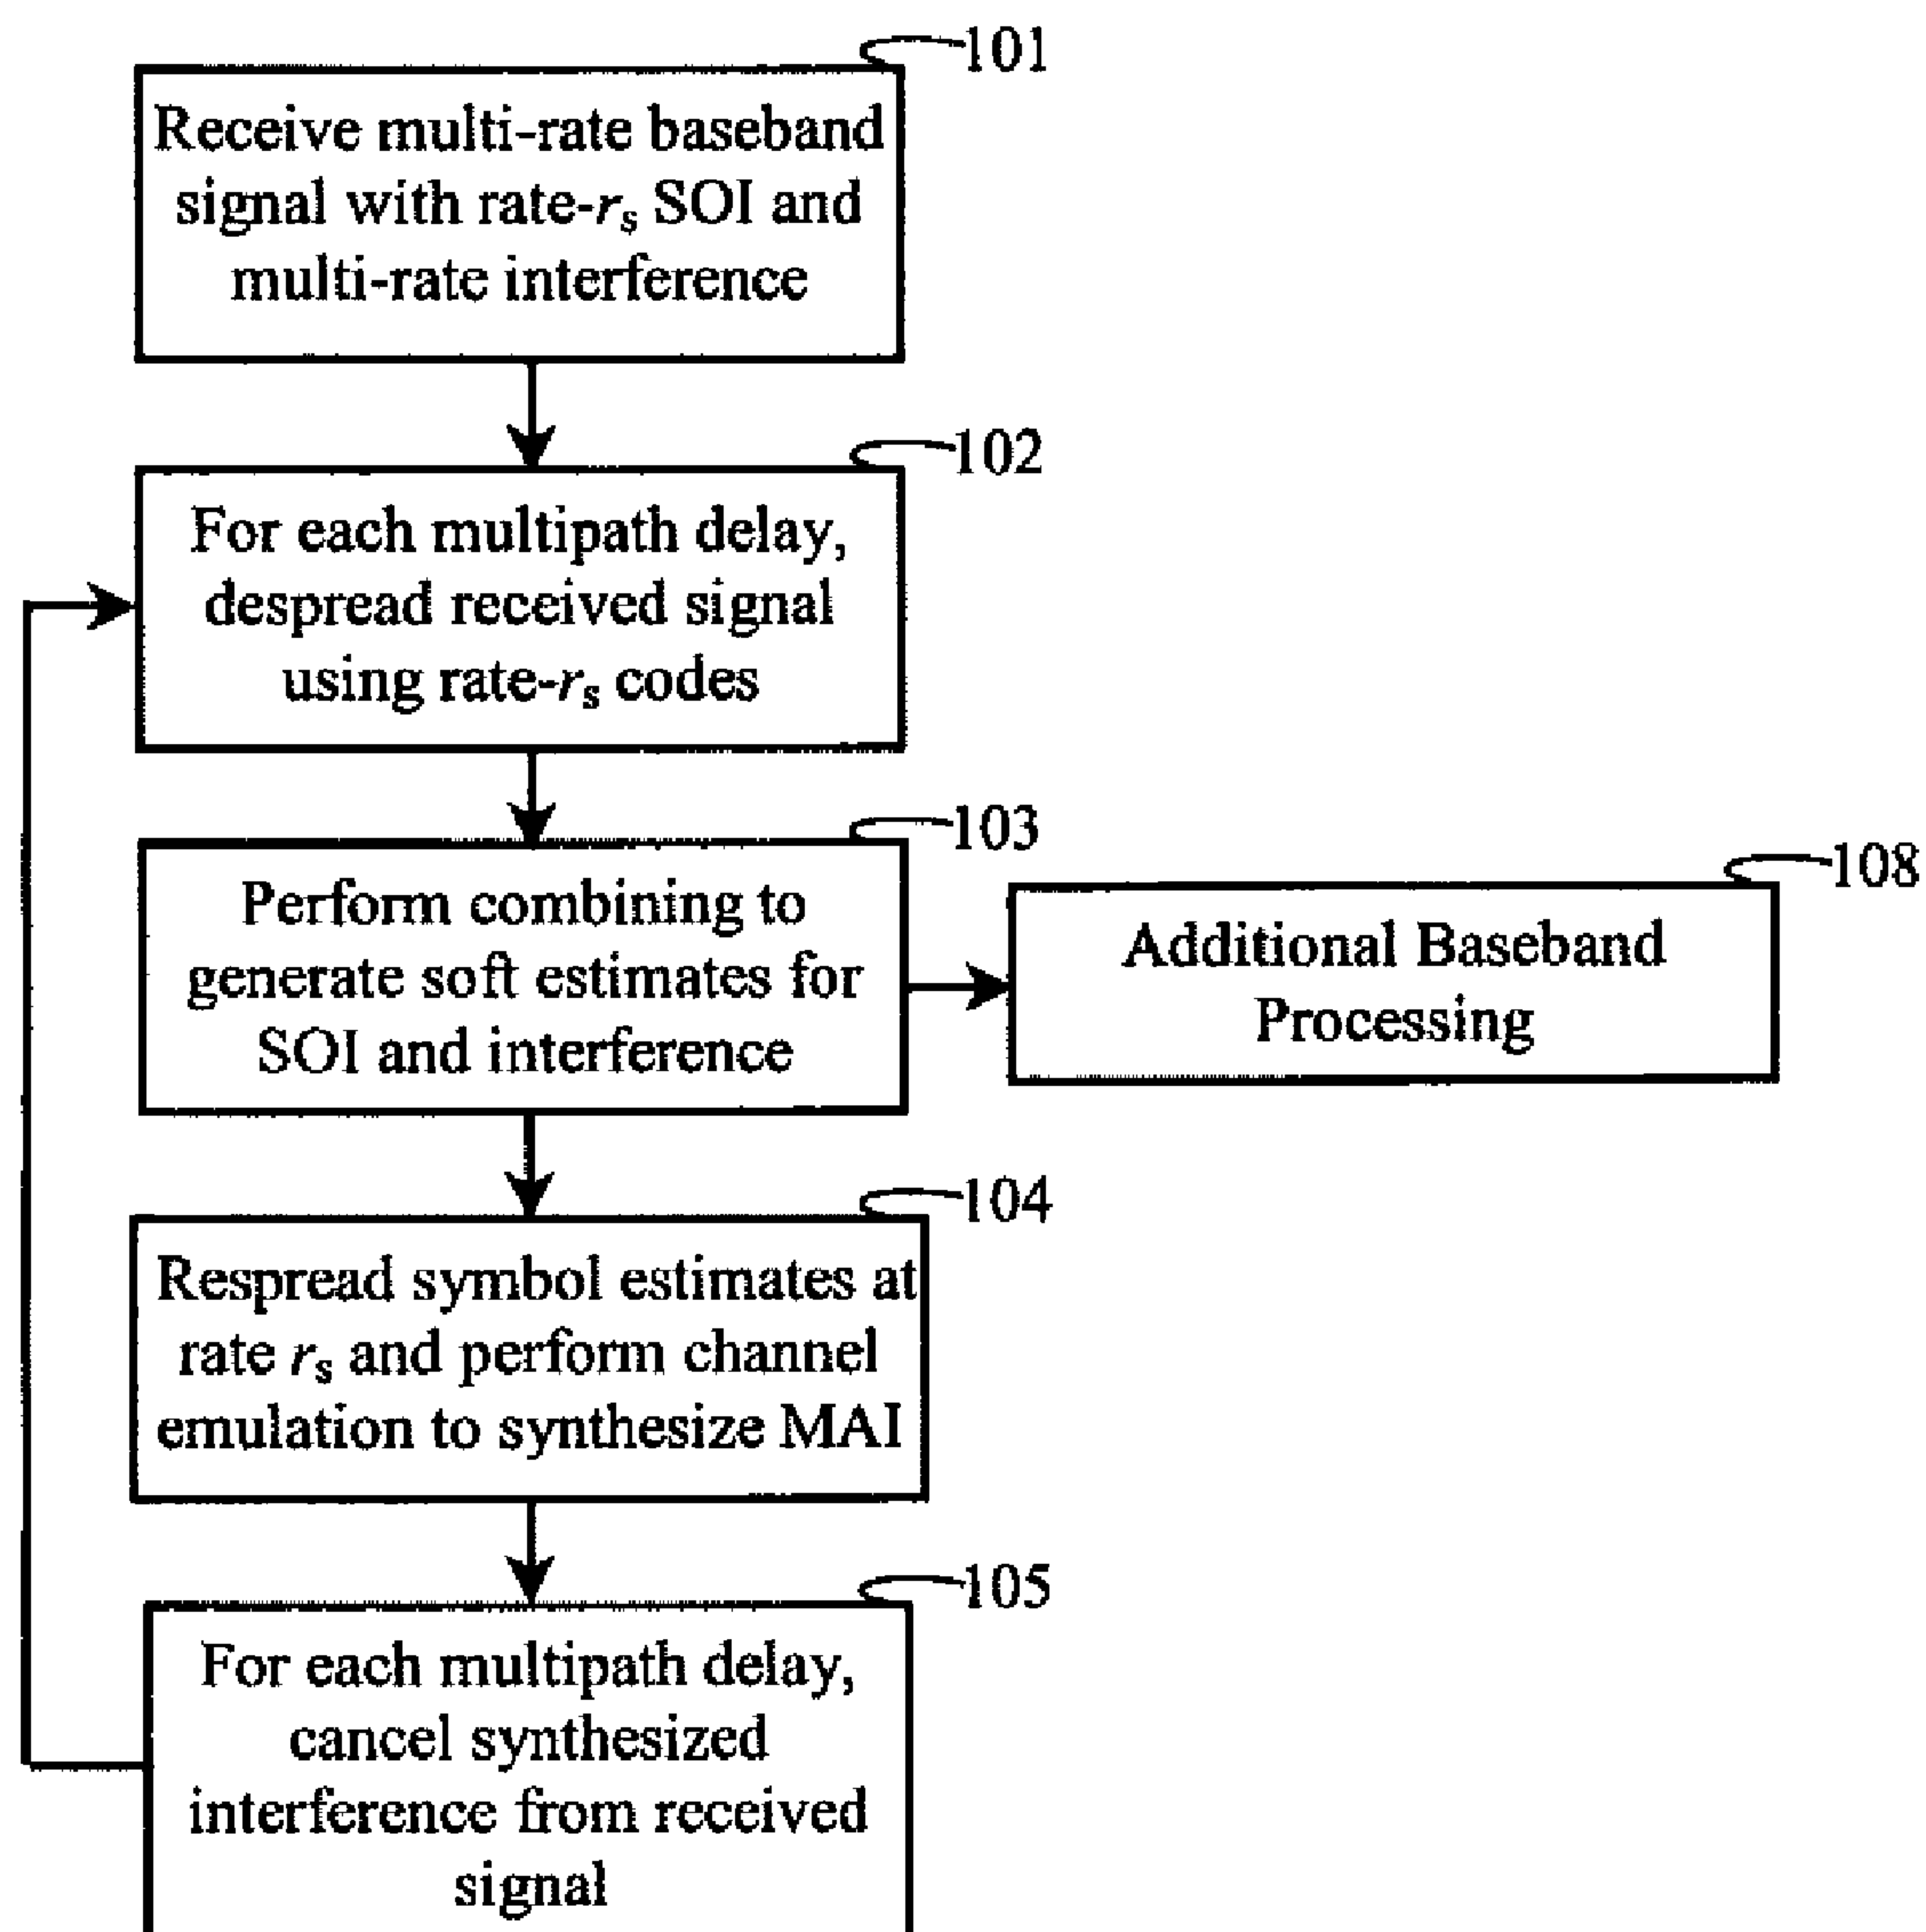 101
Receive multi-rate baseband
signal with rate-rs SOI and
multi-rate interference
102
For each multipath delay,
despread received signal
using rate-rs codes
103
Perform combining to
generate soft estimates for
SOI and interference
108
Additional Baseband
Processing
104
Respread symbol estimates at
rate rs and perform channel
emulation to synthesize MAI
105
For each multipath delay,
cancel synthesized
interference from received
signal